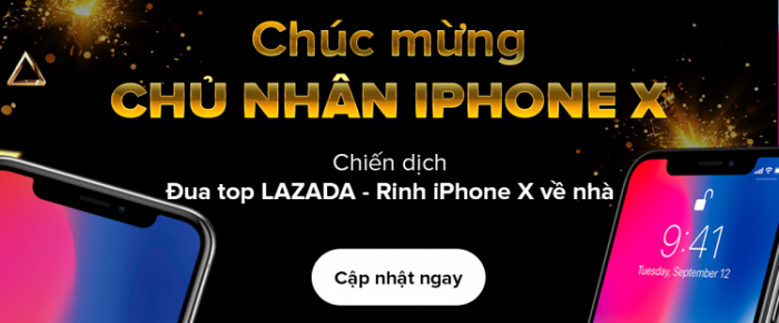 Chúc mừng
CHỦ NHÂN IPHONE X
Chiến dịch
Đua top LAZADA - Rinh iPhone X về nhà
9:41
Tuesday, September 12
Cập nhật ngay